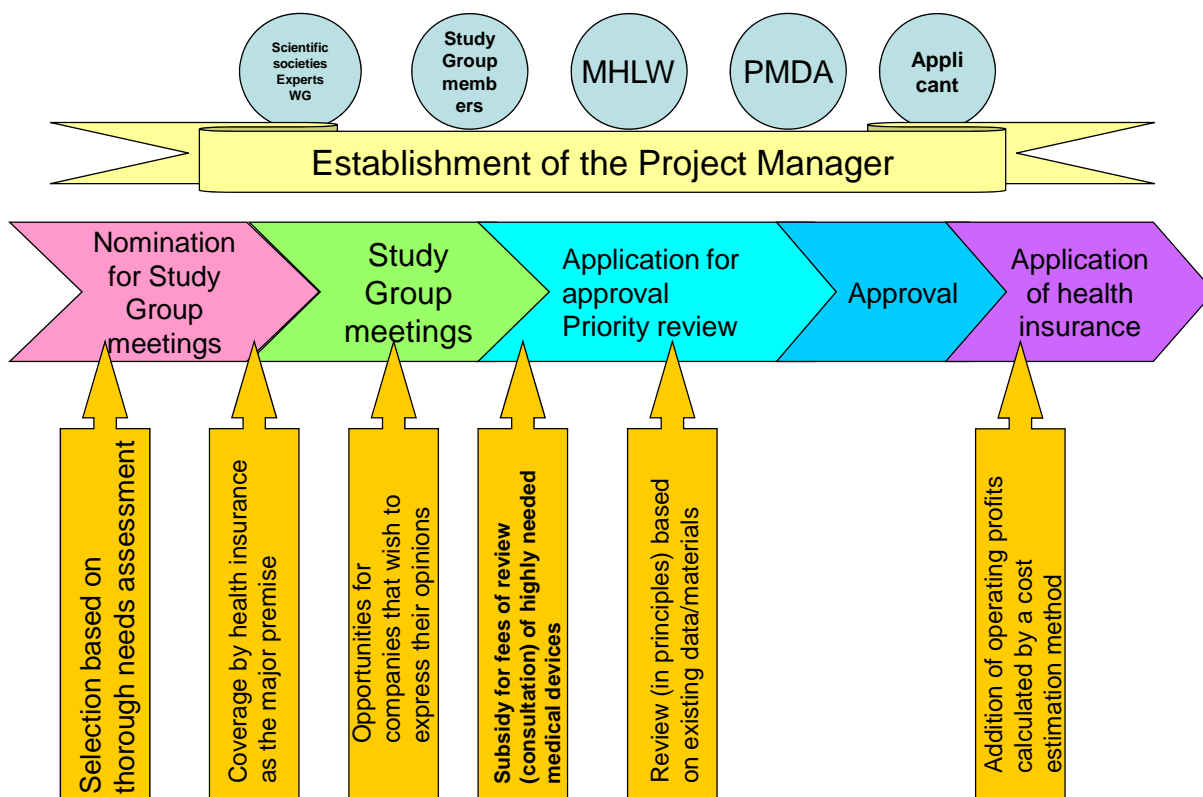 Scientific
societies
Experts
WG
Study
Group
memb
ers
MHLW
PMDA
Appli
cant
Establishment of the Project Manager
Nomination
for Study
Group
meetings
Study
Group
meetings
Application for
approval
Priority review
Approval
Application
of health
insurance
Selection based on
thorough needs assessment
Coverage by health insurance
as the major premise
Opportunities for
companies that wish to
express their opinions
Subsidy for fees of review
(consultation) of highly needed
medical devices
Review (in principles) based
on existing data/materials
Addition of operating profits
calculated by a cost
estimation method